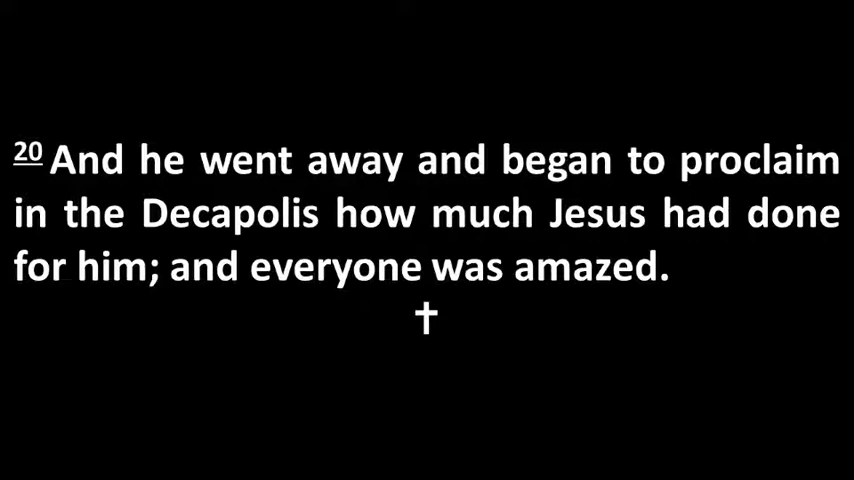 20 And he went away and began to proclaim
in the Decapolis how much Jesus had done
for him; and everyone was amazed.
✝